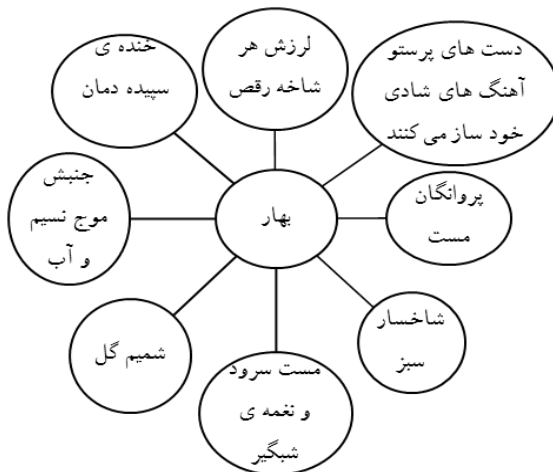 دست های پرستو
آهنگ های شادی
خود ساز می کنند
لرزش هر
شاخه رقص
خنده ی
سپیده دمان
جنبش
موج نسیم
و آب
بهار
پروانگان
مست
شاخسار
سبز
شمیم گل
مست سرود
و نغمه ی
شبگیر